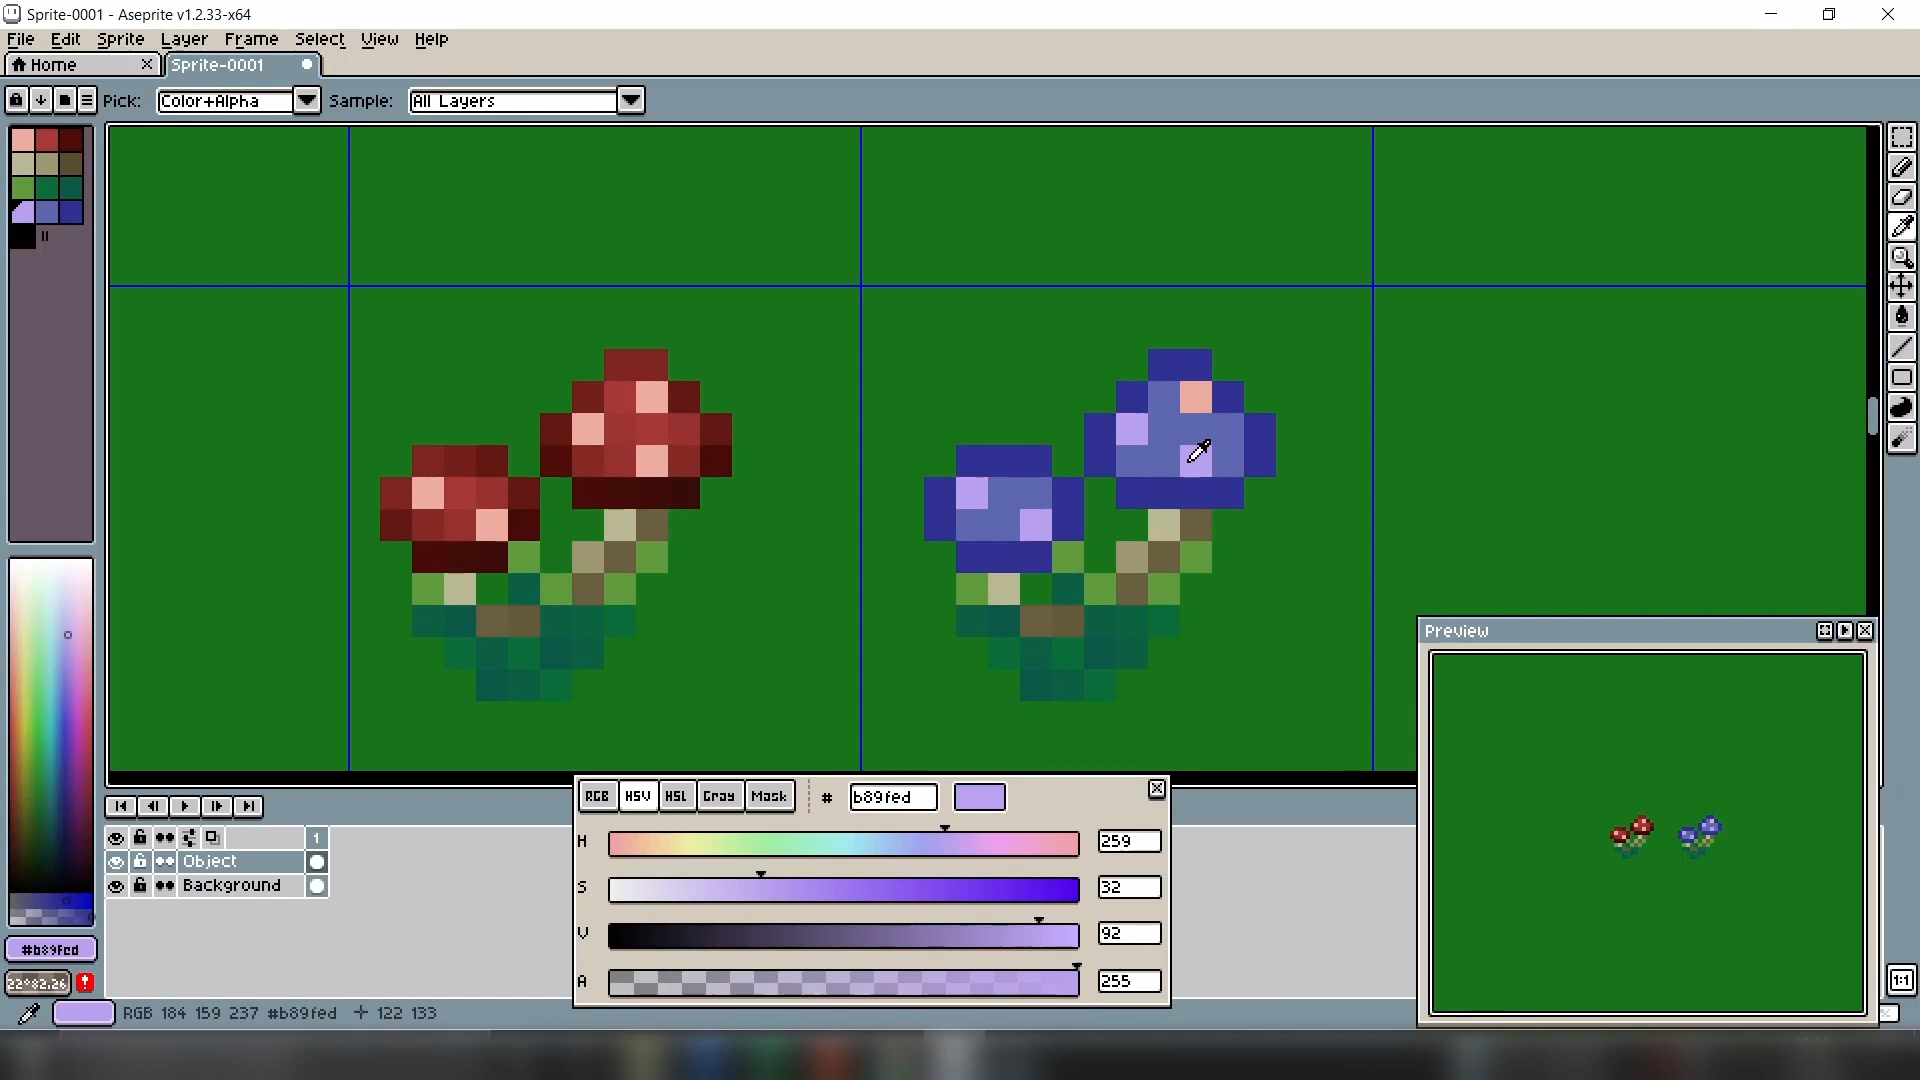 Sprite-0001 - Aseprite v1.2.33-x64
File Edit Sprite Layer Frame Select View Help
Home Sprite-0001
Pick: Color+Alpha Sample: All Layers
Preview
RGB HSV HSL Gray Mask # b89fed
H 259
S 32
V 92
A 255
1
Object
Background
#b89fed
1:1
RGB 184 159 237 #b89fed 122 133